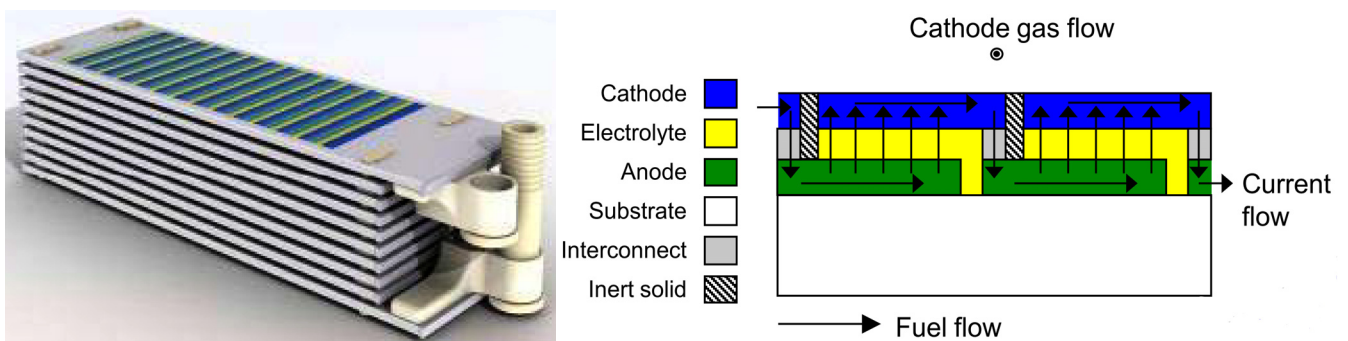 Cathode gas flow
Cathode
Electrolyte
Anode
Substrate
Interconnect
Inert solid
Current
flow
Fuel flow